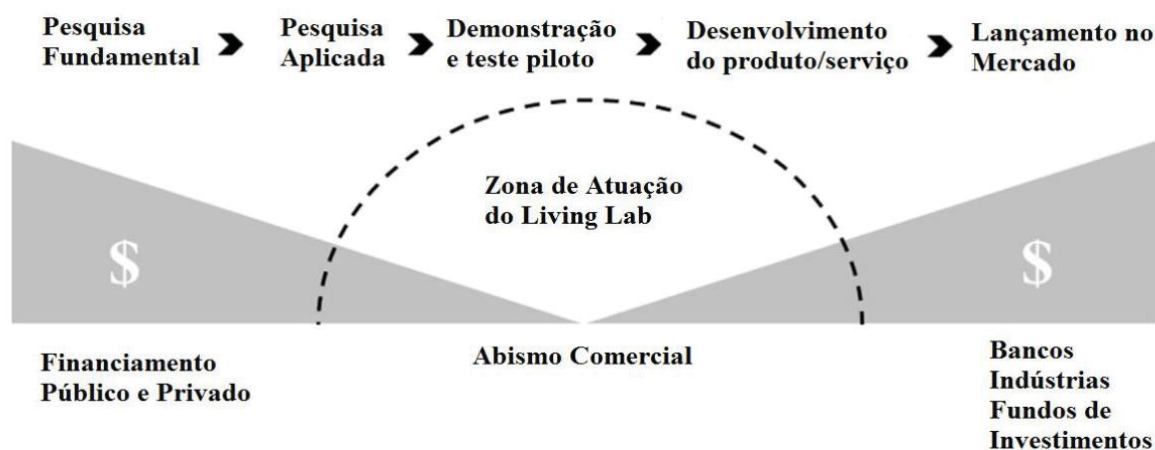 Pesquisa
Fundamental
Pesquisa
Aplicada
Demonstração
e teste piloto
Desenvolvimento
do produto/serviço
Lançamento no
Mercado
Zona de Atuação
do Living Lab
$
$
Financiamento
Público e Privado
Abismo Comercial
Bancos
Indústrias
Fundos de
Investimentos